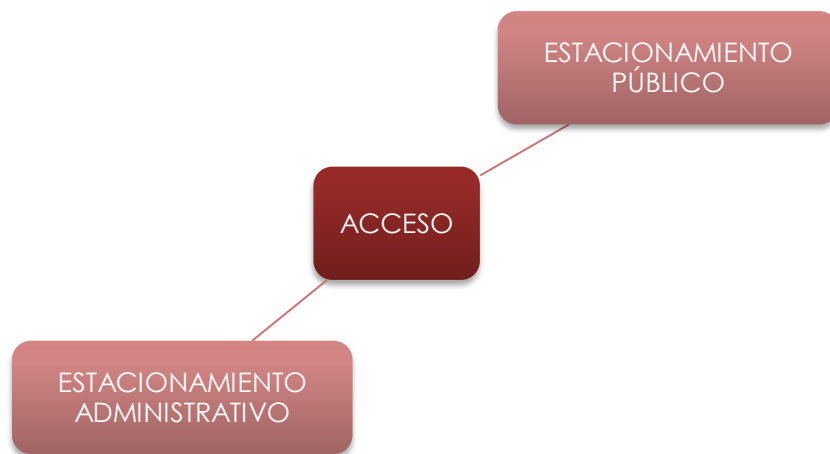 ESTACIONAMIENTO
PÚBLICO
ACCESO
ESTACIONAMIENTO
ADMINISTRATIVO